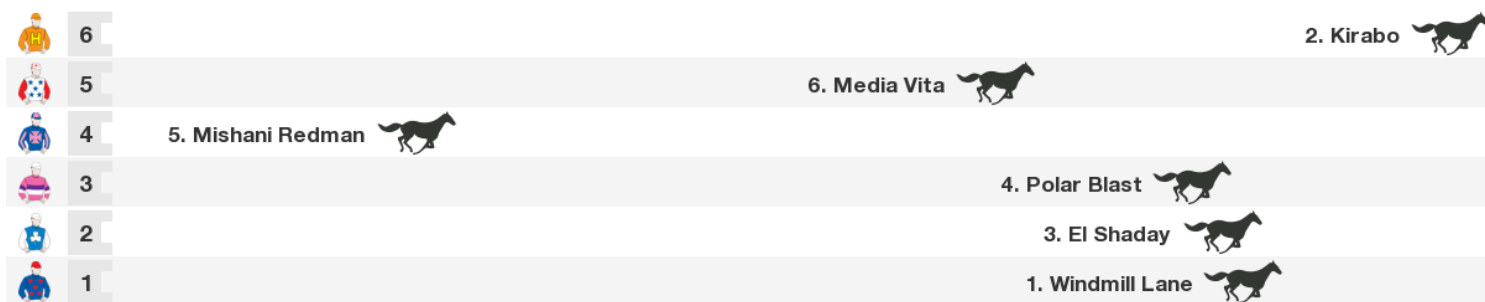 6 2. Kirabo
5 6. Media Vita
4 5. Mishani Redman
3 4. Polar Blast
2 3. El Shaday
1 1. Windmill Lane